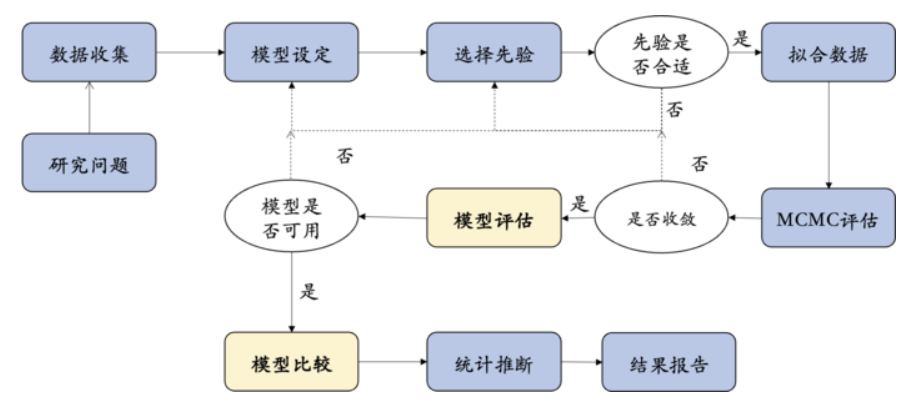 数据收集
模型设定
选择先验
先验是
否合适
是
拟合数据
否
研究问题
否
否
模型是
否可用
模型评估
是
是否收敛
MCMC评估
是
模型比较
统计推断
结果报告